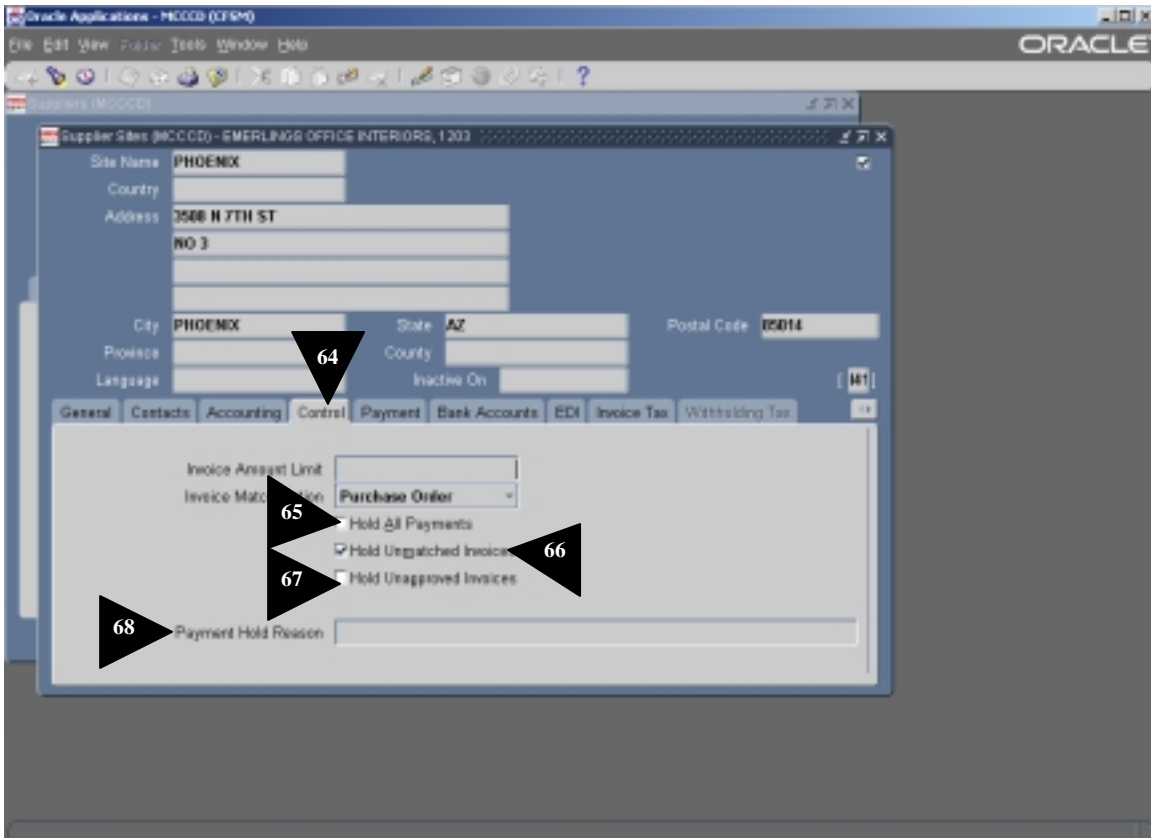 Oracle Applications - MCCCD (CFSM)
File Edit View Folder Tools Window Help
ORACLE
Suppliers (MCCCD)
Supplier Sites (MCCCD) - EMERLINGS OFFICE INTERIORS, 1203
Site Name PHOENIX
Country
Address 3508 N 7TH ST
NO 3
City PHOENIX State AZ Postal Code 85014
Province County
64
Language Inactive On [ ]
General Contacts Accounting Control Payment Bank Accounts EDI Invoice Tax Withholding Tax
Invoice Amount Limit
Invoice Option Purchase Order
65 Hold All Payments
Hold Unmatched Invoices 66
67 Hold Unapproved Invoices
68 Payment Hold Reason